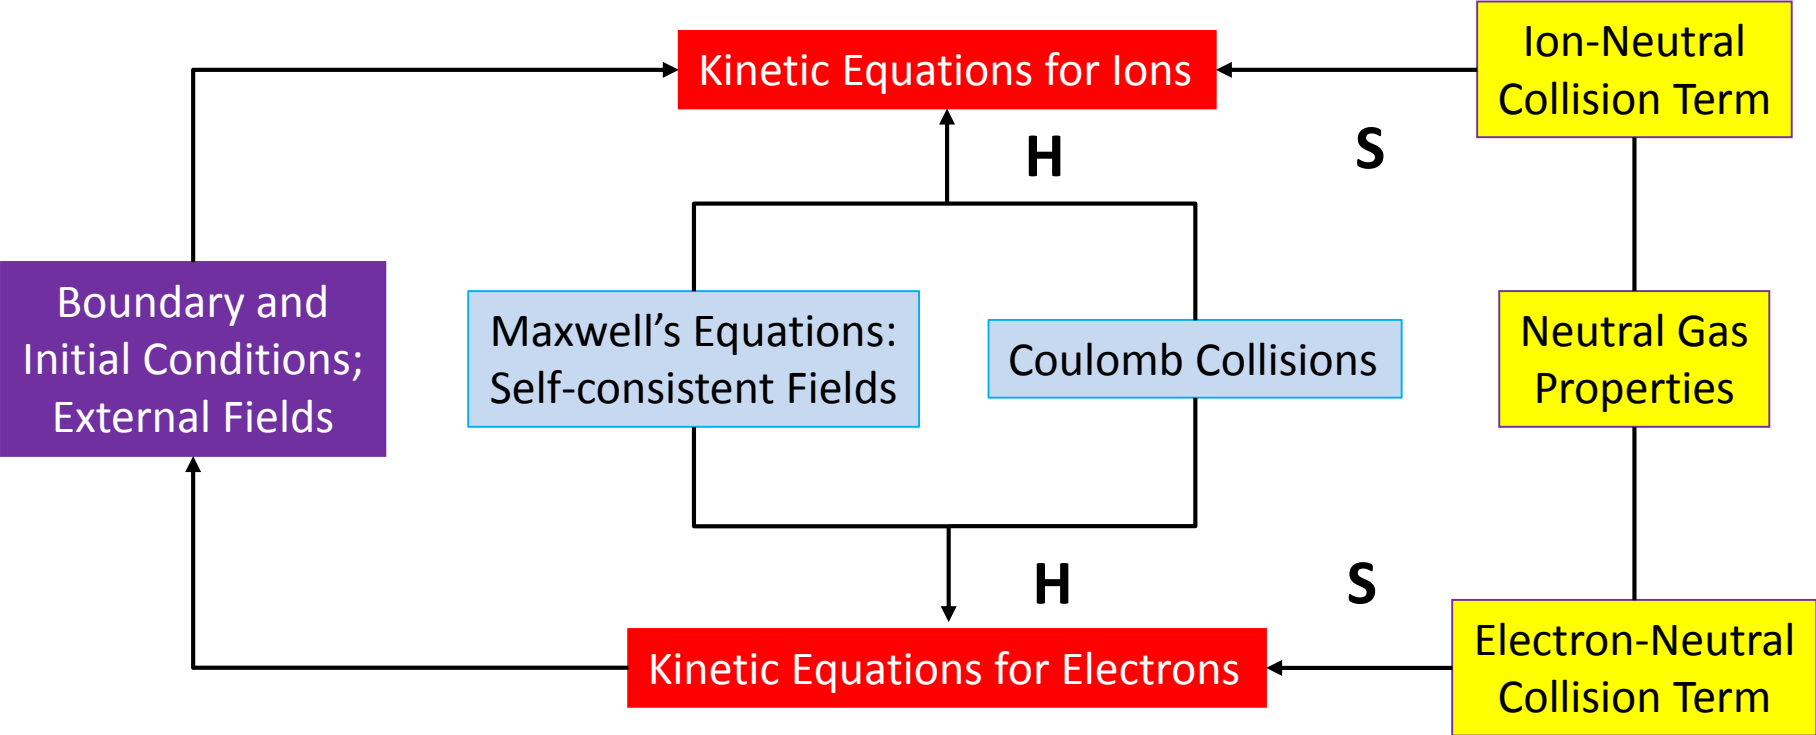 Kinetic Equations for Ions
Ion-Neutral
Collision Term
H
S
Boundary and
Initial Conditions;
External Fields
Maxwell’s Equations:
Self-consistent Fields
Coulomb Collisions
Neutral Gas
Properties
H
S
Kinetic Equations for Electrons
Electron-Neutral
Collision Term